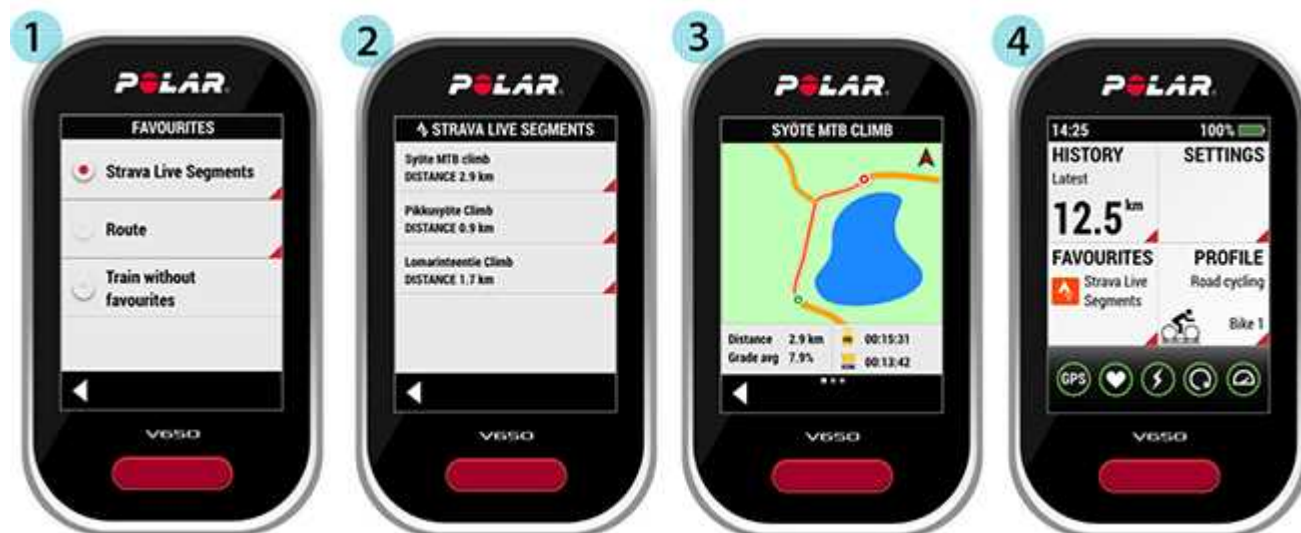 1
POLAR
FAVOURITES
Strava Live Segments
Route
Train without
favourites
V650
2
POLAR
STRAVA LIVE SEGMENTS
Syöte MTB climb
DISTANCE 2.9 km
Pikkusyöte Climb
DISTANCE 0.9 km
Lomarinteentie Climb
DISTANCE 1.7 km
V650
3
POLAR
SYÖTE MTB CLIMB
Distance 2.9 km 00:15:31
Grade avg 7.9% 00:13:42
V650
4
POLAR
14:25 100%
HISTORY SETTINGS
Latest
12.5 km
FAVOURITES PROFILE
Strava Live Road cycling
Segments
Bike 1
GPS
V650